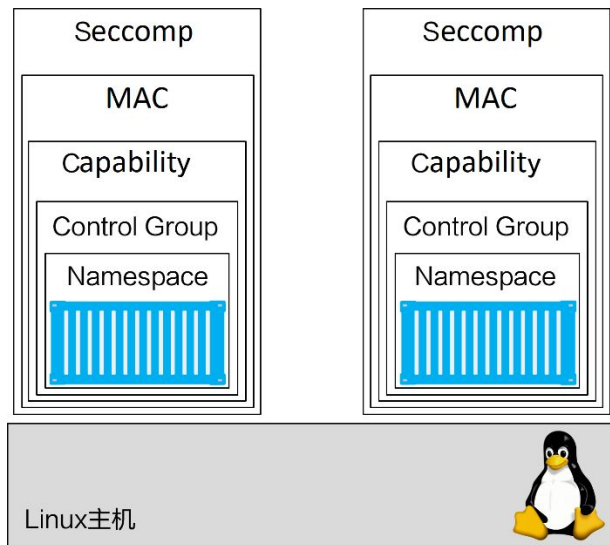 Seccomp
MAC
Capability
Control Group
Namespace
Seccomp
MAC
Capability
Control Group
Namespace
Linux主机